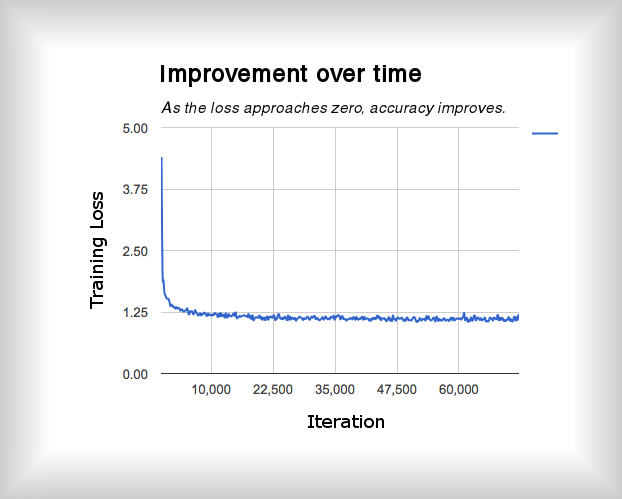 Improvement over time
As the loss approaches zero, accuracy improves.
5.00
3.75
2.50
1.25
0.00
Training Loss
10,000 22,500 35,000 47,500 60,000
Iteration